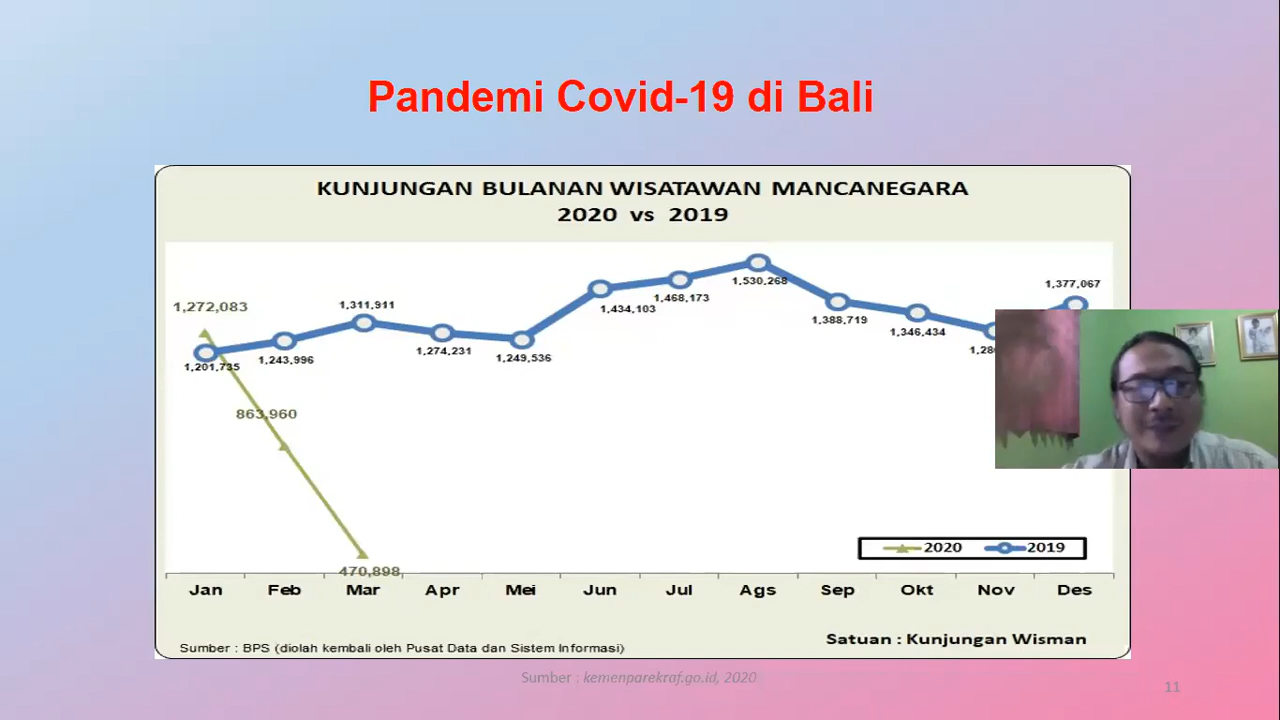 Pandemi Covid-19 di Bali
KUNJUNGAN BULANAN WISATAWAN MANCANEGARA
2020 vs 2019
1,272,083
863,960
470,898
1,201,735
1,243,996
1,311,911
1,274,231
1,249,536
1,434,103
1,468,173
1,530,268
1,388,719
1,346,434
1,377,067
2020 2019
Jan Feb Mar Apr Mei Jun Jul Ags Sep Okt Nov Des
Satuan : Kunjungan Wisman
Sumber : BPS (diolah kembali oleh Pusat Data dan Sistem Informasi)
Sumber : kemenparekraf.go.id, 2020
11